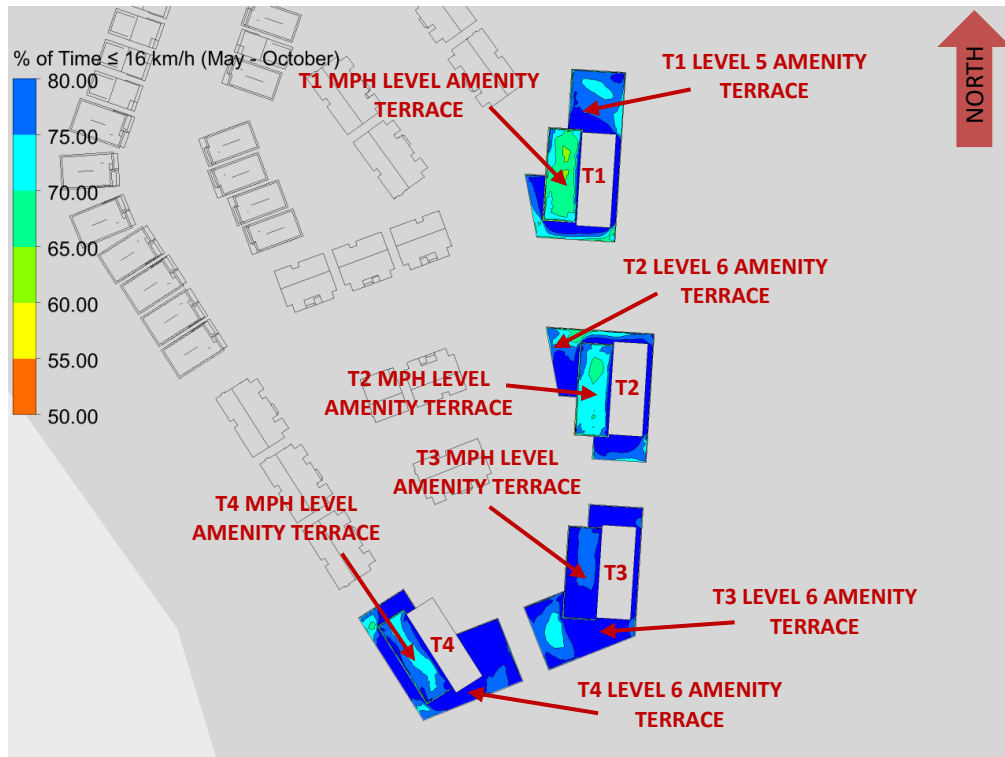 % of Time ≤ 16 km/h (May - October)
80.00
75.00
70.00
65.00
60.00
55.00
50.00
T1 MPH LEVEL AMENITY
TERRACE
T1 LEVEL 5 AMENITY
TERRACE
NORTH
T1
T2 LEVEL 6 AMENITY
TERRACE
T2 MPH LEVEL
AMENITY TERRACE
T2
T3 MPH LEVEL
AMENITY TERRACE
T4 MPH LEVEL
AMENITY TERRACE
T3
T3 LEVEL 6 AMENITY
TERRACE
T4
T4 LEVEL 6 AMENITY
TERRACE